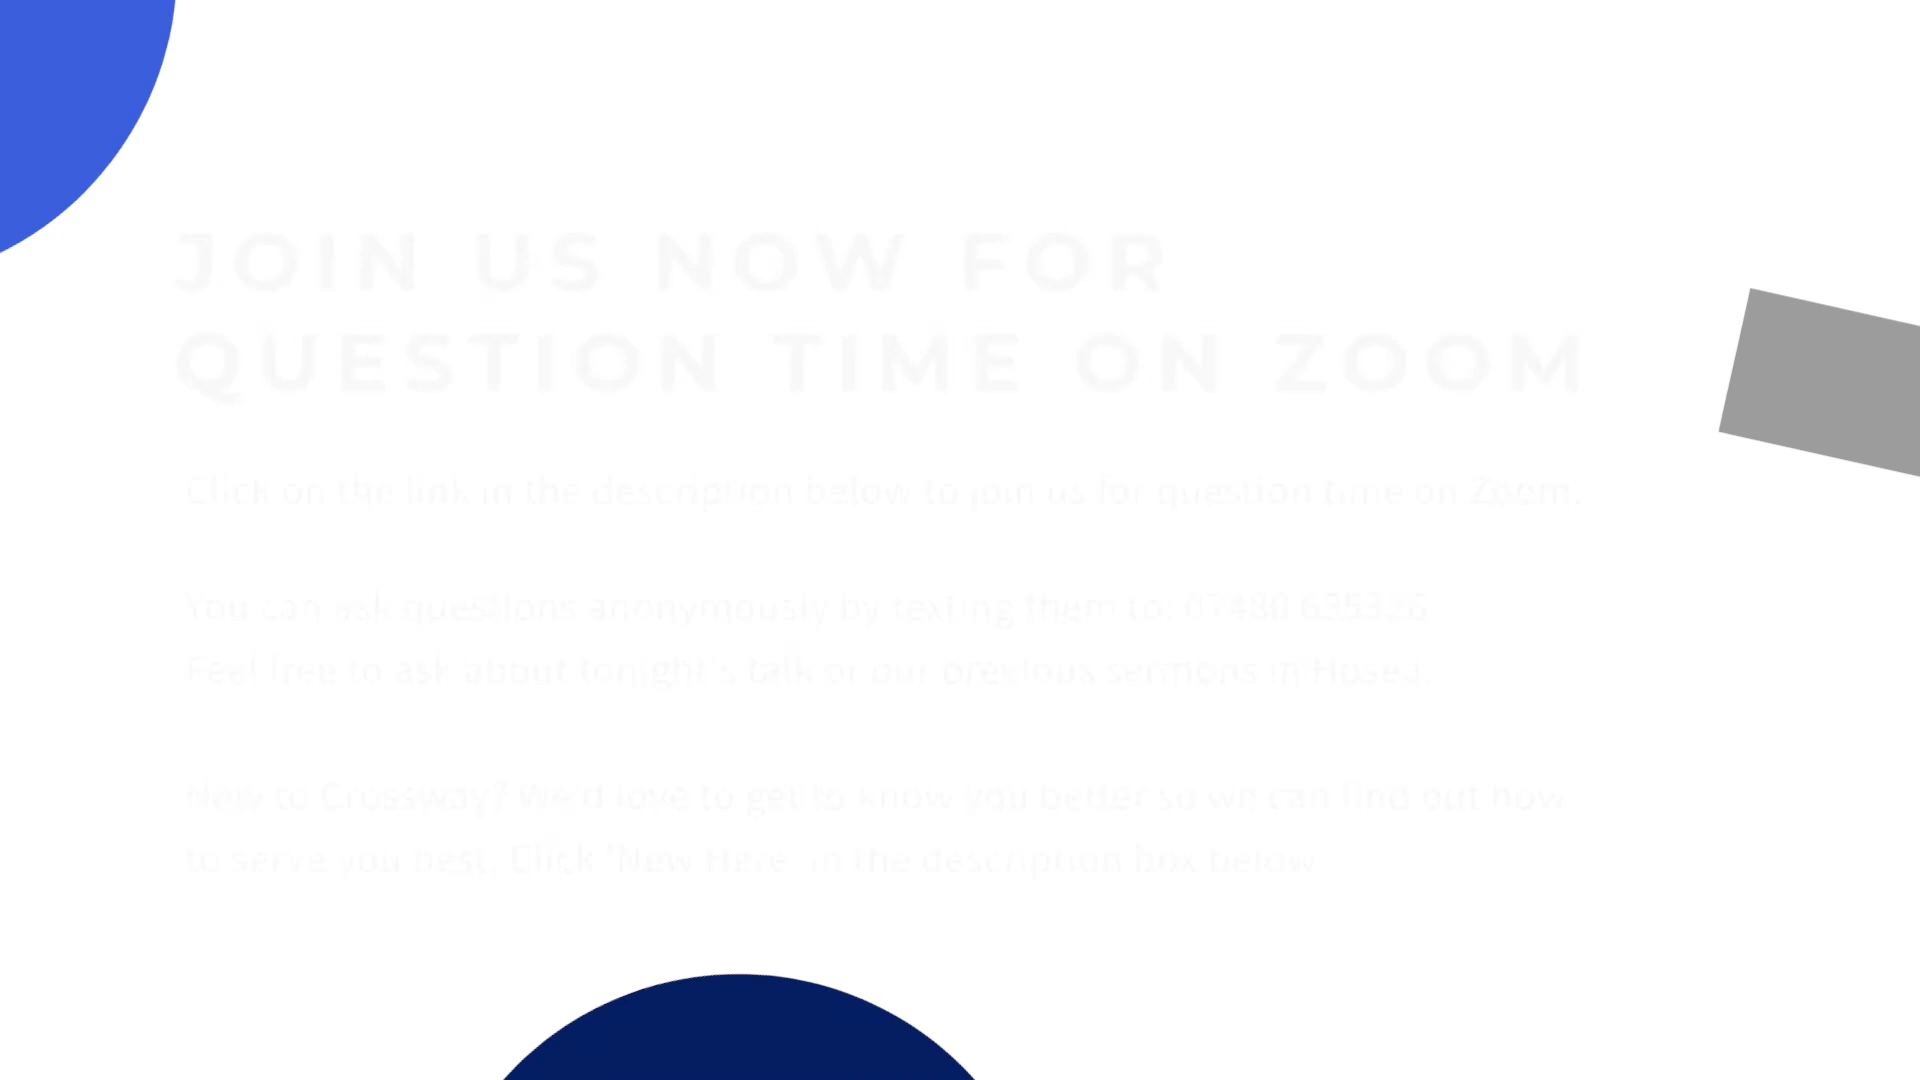 JOIN US NOW FOR
QUESTION TIME ON ZOOM
Click on the link in the description below to join us for question time on Zoom.
You can ask questions anonymously by texting them to: 07480 635326
Feel free to ask about tonight's talk or our previous sermons in Hosea.
New to Crossway? We'd love to get to know you better so we can find out how
to serve you best. Click 'New Here' in the description box below